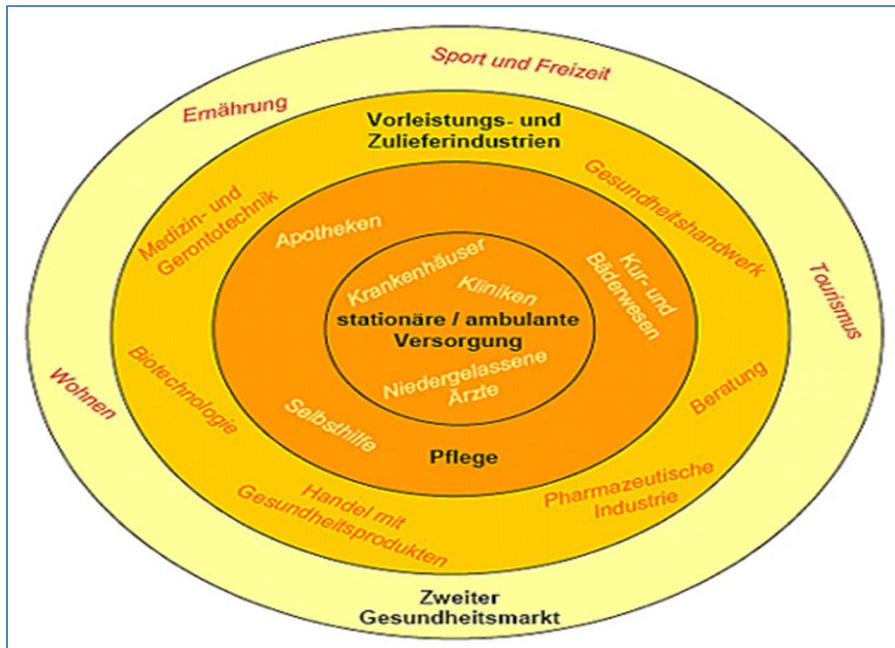 Sport und Freizeit
Ernährung
Vorleistungs- und
Zulieferindustrien
Gesundheitshandwerk
Medizin- und
Gerontotechnik
Apotheken
Kur- und
Bäderwesen
Krankenhäuser
Kliniken
stationäre / ambulante
Versorgung
Niedergelassene
Ärzte
Tourismus
Wohnen
Biotechnologie
Beratung
Selbsthilfe
Pflege
Handel mit
Gesundheitsprodukten
Pharmazeutische
Industrie
Zweiter
Gesundheitsmarkt